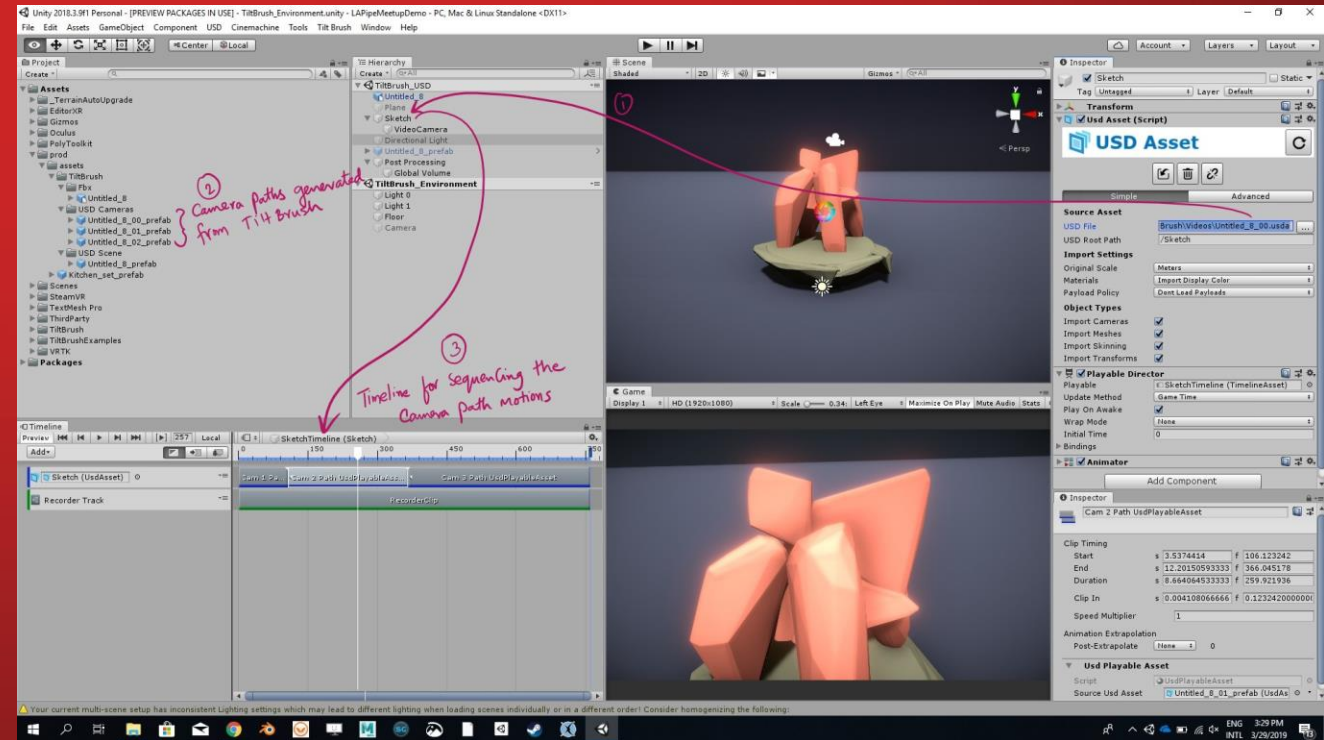 Unity 2018.3.9f1 Personal - [PREVIEW PACKAGES IN USE] - TiltBrush_Environment.unity - LAPipeMeetupDemo - PC, Mac & Linux Standalone <DX11>
File Edit Assets GameObject Component USD Cinemachine Tools Tilt Brush Window Help
Center Local
Account Layers Layout
Project
Create
Assets
_TerrainAutoUpgrade
EditorXR
Gizmos
Oculus
PolyToolkit
prod
assets
TiltBrush
Fbx
Untitled_8
USD Cameras
Untitled_8_00_prefab
Untitled_8_01_prefab
Untitled_8_02_prefab
USD Scene
Untitled_8_prefab
Kitchen_set_prefab
Scenes
SteamVR
TextMesh Pro
ThirdParty
TiltBrush
TiltBrushExamples
VRTK
Packages
2
Camera Paths generated
from Tilt Brush
Hierarchy
Create All
TiltBrush_USD
Untitled_8
Plane
Sketch
VideoCamera
Directional Light
Untitled_8_prefab
Post Processing
Global Volume
TiltBrush_Environment
Light 0
Light 1
Floor
Camera
3
Timeline for sequencing the
Camera path motions
Scene
Shaded 2D Gizmos All
1
y
x
Persp
Game
Display 1 HD (1920x1080) Scale 0.34: Left Eye Maximize On Play Mute Audio Stats
Timeline
Preview 257 Local SketchTimeline (Sketch)
Add
0 150 300 450 600 750
Sketch (UsdAsset) Cam 1 Pa... Cam 2 Path UsdPlayableAss... Cam 3 Path UsdPlayableAsset
Recorder Track RecorderClip
Inspector
Sketch Static
Tag Untagged Layer Default
Transform
Usd Asset (Script)
USD Asset
Simple Advanced
Source Asset
USD File Brush\Videos\Untitled_8_00.usda ...
USD Root Path /Sketch
Import Settings
Original Scale Meters
Materials Import Display Color
Payload Policy Dont Load Payloads
Object Types
Import Cameras
Import Meshes
Import Skinning
Import Transforms
Playable Director
Playable SketchTimeline (TimelineAsset)
Update Method Game Time
Play On Awake
Wrap Mode None
Initial Time 0
Bindings
Animator
Add Component
Inspector
Cam 2 Path UsdPlayableAsset
Clip Timing
Start s 3.5374414 f 106.123242
End s 12.20150593333 f 366.045178
Duration s 8.664064533333 f 259.921936
Clip In s 0.004108066666 f 0.1232420000000
Speed Multiplier 1
Animation Extrapolation
Post-Extrapolate None 0
Usd Playable Asset
Script UsdPlayableAsset
Source Usd Asset Untitled_8_01_prefab (UsdAs
Your current multi-scene setup has inconsistent Lighting settings which may lead to different lighting when loading scenes individually or in a different order! Consider homogenizing the following:
ENG 3:29 PM
INTL 3/29/2019